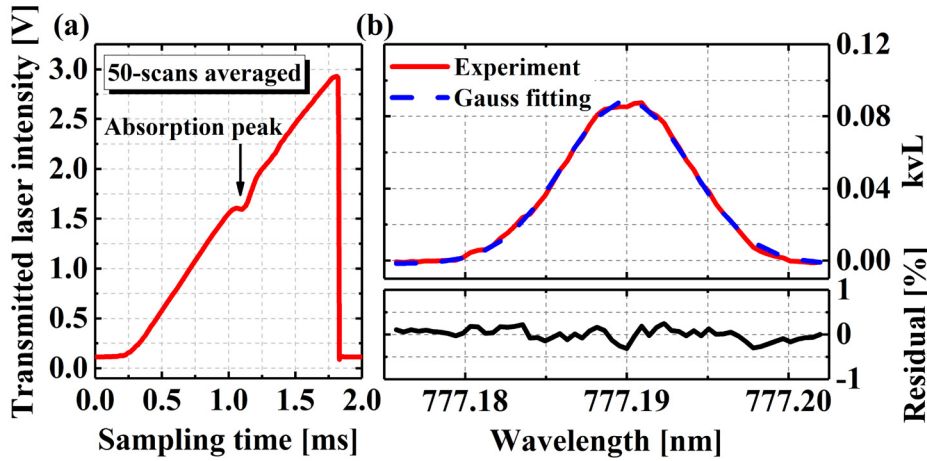 (a)
Transmitted laser intensity [V]
3.0
2.5
2.0
1.5
1.0
0.5
0.0
50-scans averaged
Absorption peak
0.0 0.5 1.0 1.5 2.0
Sampling time [ms]
(b)
Experiment
Gauss fitting
0.12
0.08
0.04
0.00
kvL
1
0
−1
Residual [%]
777.18 777.19 777.20
Wavelength [nm]